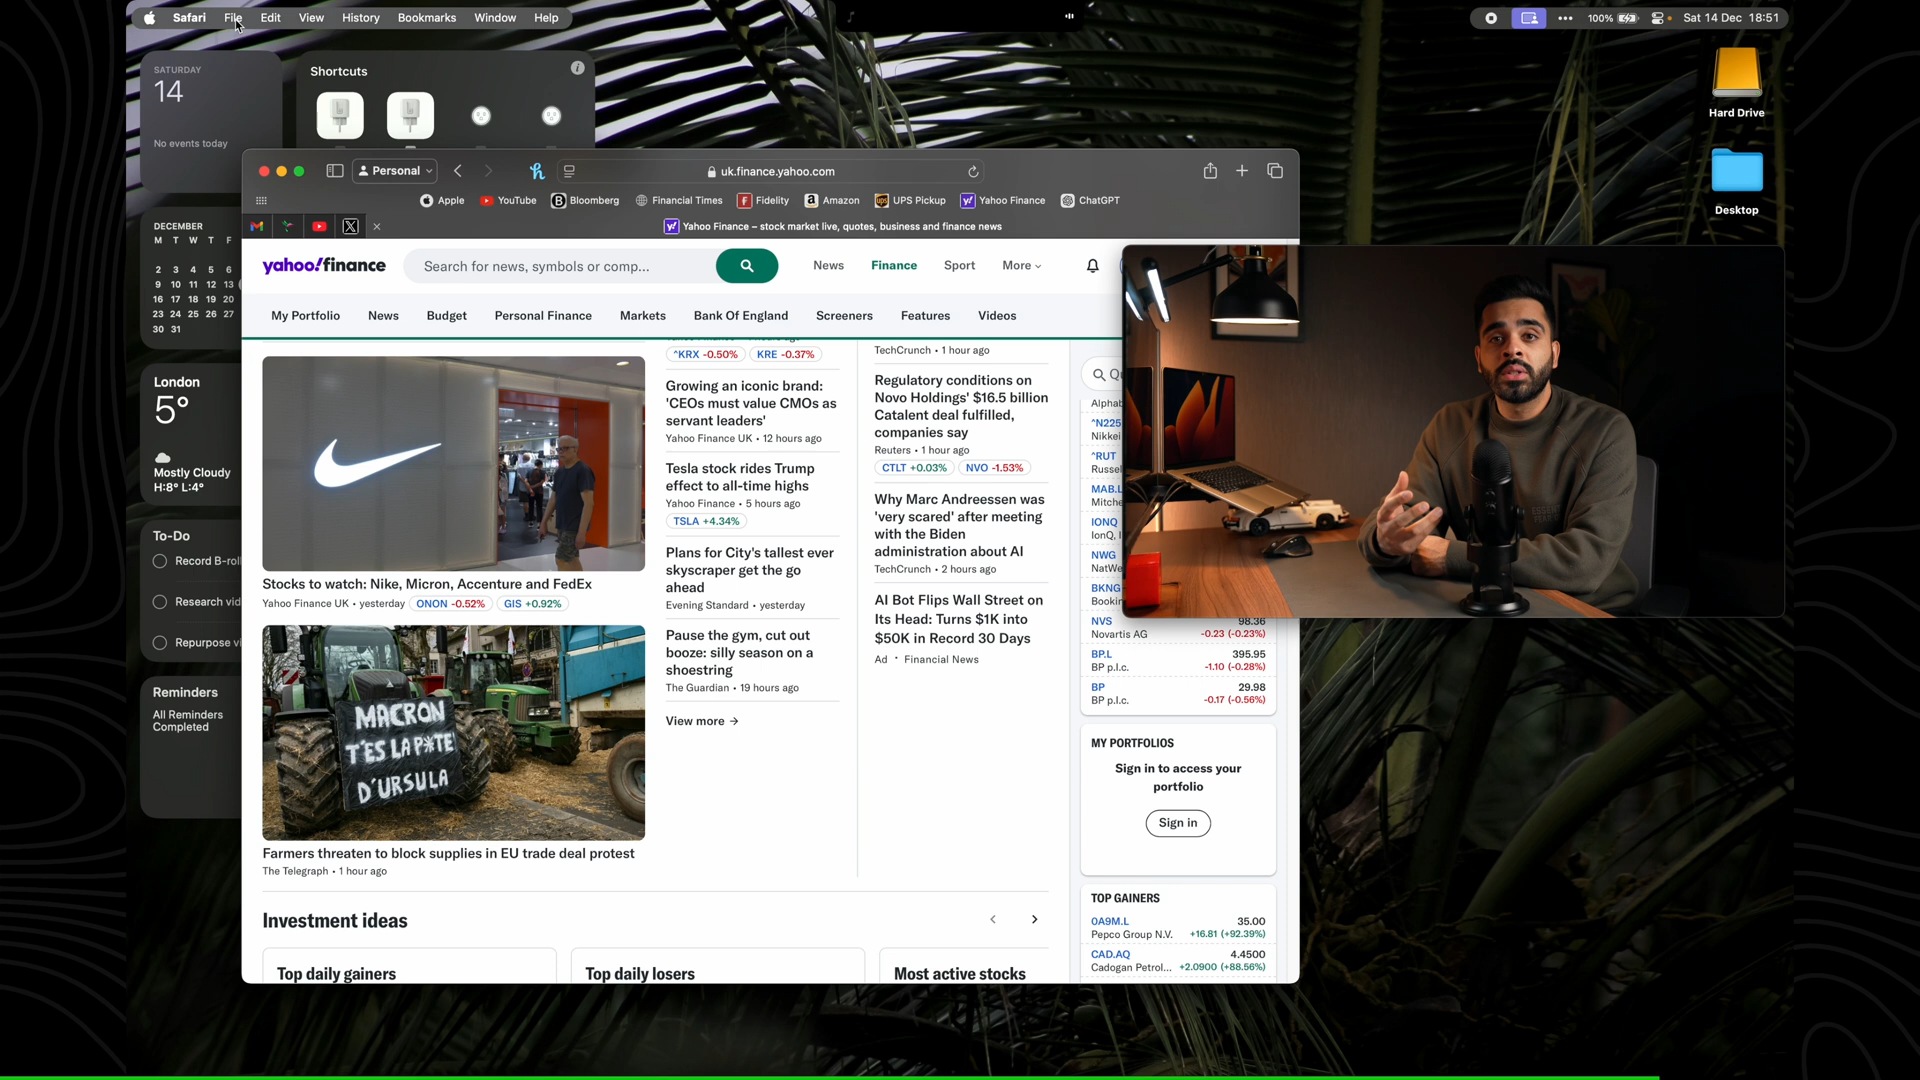 Safari File Edit View History Bookmarks Window Help
100% Sat 14 Dec 18:51
SATURDAY
14
No events today
Shortcuts
Hard Drive
Desktop
DECEMBER
M T W T F
2 3 4 5 6
9 10 11 12 13
16 17 18 19 20
23 24 25 26 27
30 31
London
5°
Mostly Cloudy
H:8° L:4°
To-Do
Record B-roll
Research vid
Repurpose vi
Reminders
All Reminders
Completed
Personal
uk.finance.yahoo.com
Apple YouTube Bloomberg Financial Times Fidelity Amazon UPS Pickup Yahoo Finance ChatGPT
Yahoo Finance – stock market live, quotes, business and finance news
yahoo!finance
Search for news, symbols or comp...
News Finance Sport More
My Portfolio News Budget Personal Finance Markets Bank Of England Screeners Features Videos
Stocks to watch: Nike, Micron, Accenture and FedEx
Yahoo Finance UK • yesterday ONON -0.52% GIS +0.92%
MACRON
T'ES LA P*TE
D'URSULA
Farmers threaten to block supplies in EU trade deal protest
The Telegraph • 1 hour ago
^KRX -0.50% KRE -0.37%
Growing an iconic brand:
'CEOs must value CMOs as
servant leaders'
Yahoo Finance UK • 12 hours ago
Tesla stock rides Trump
effect to all-time highs
Yahoo Finance • 5 hours ago
TSLA +4.34%
Plans for City's tallest ever
skyscraper get the go
ahead
Evening Standard • yesterday
Pause the gym, cut out
booze: silly season on a
shoestring
The Guardian • 19 hours ago
View more →
TechCrunch • 1 hour ago
Regulatory conditions on
Novo Holdings' $16.5 billion
Catalent deal fulfilled,
companies say
Reuters • 1 hour ago
CTLT +0.03% NVO -1.53%
Why Marc Andreessen was
'very scared' after meeting
with the Biden
administration about AI
TechCrunch • 2 hours ago
AI Bot Flips Wall Street on
Its Head: Turns $1K into
$50K in Record 30 Days
Ad • Financial News
Alphab
^N225
Nikkei
^RUT
Russel
MAB.L
Mitche
IONQ
IonQ, I
NWG
NatWe
BKNG
Bookin
NVS 98.36
Novartis AG -0.23 (-0.23%)
BP.L 395.95
BP p.l.c. -1.10 (-0.28%)
BP 29.98
BP p.l.c. -0.17 (-0.56%)
MY PORTFOLIOS
Sign in to access your
portfolio
Sign in
TOP GAINERS
0A9M.L 35.00
Pepco Group N.V. +16.81 (+92.39%)
CAD.AQ 4.4500
Cadogan Petrol... +2.0900 (+88.56%)
Investment ideas
Top daily gainers Top daily losers Most active stocks